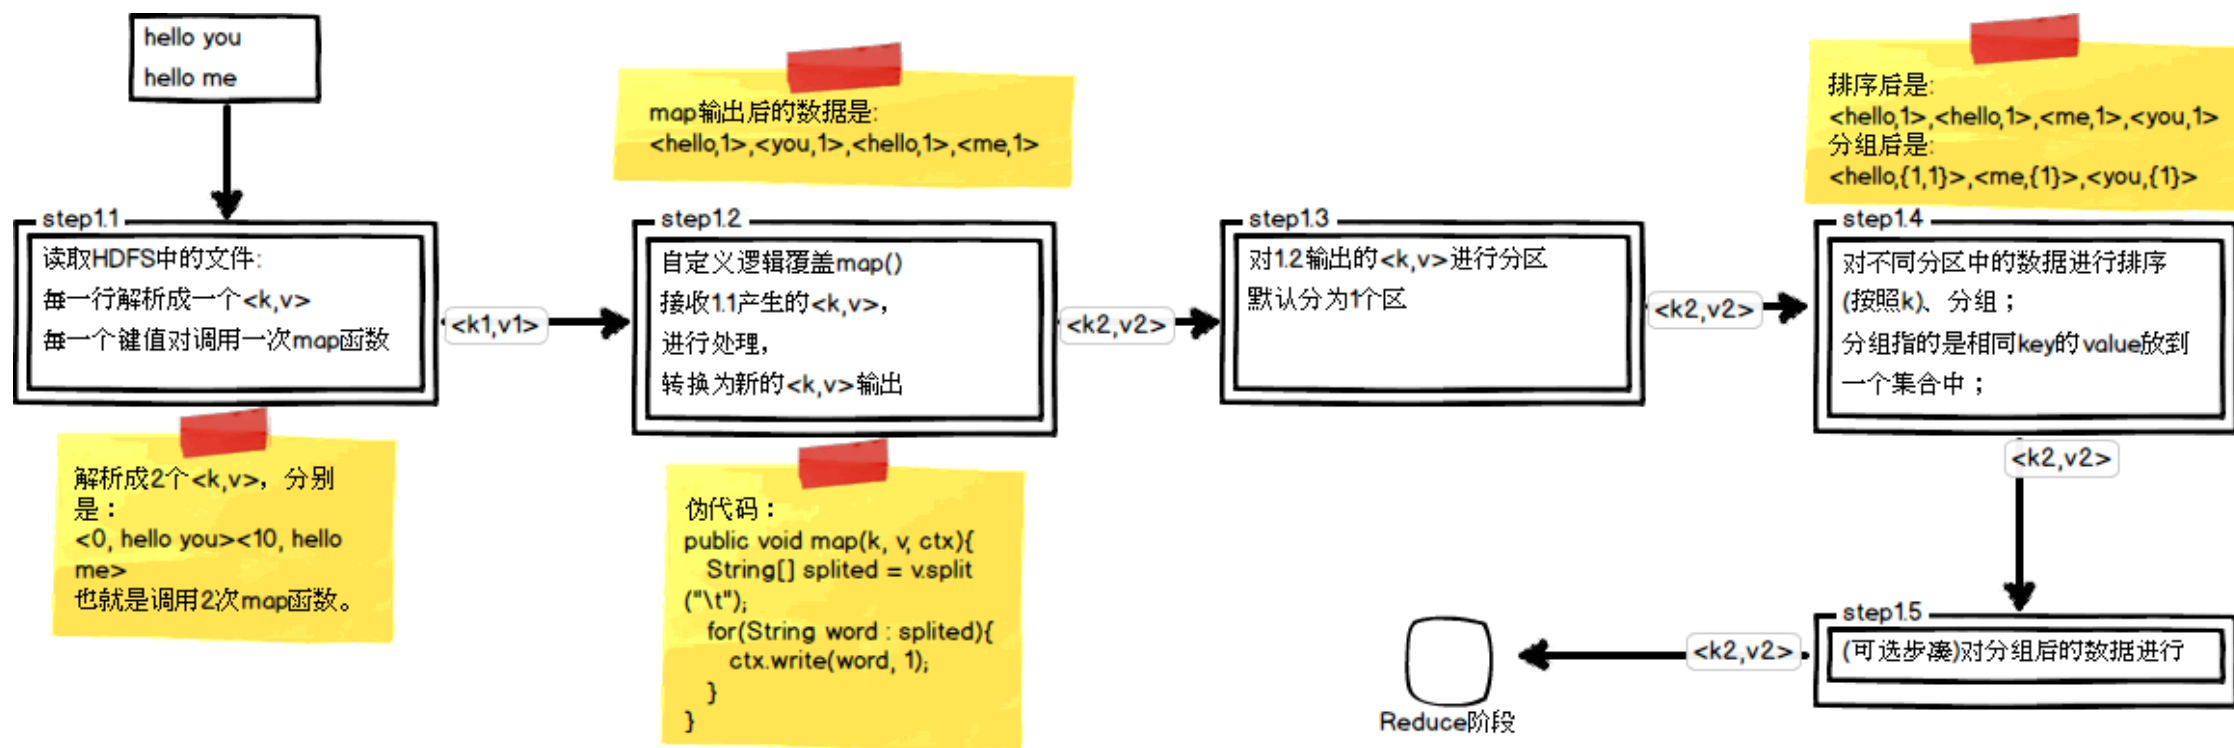 hello you
hello me
step1.1
读取HDFS中的文件:
每一行解析成一个<k,v>
每一个键值对调用一次map函数
解析成2个<k,v>，分别
是：
<0, hello you><10, hello
me>
也就是调用2次map函数。
<k1,v1>
map输出后的数据是:
<hello,1>,<you,1>,<hello,1>,<me,1>
step1.2
自定义逻辑覆盖map()
接收1.1产生的<k,v>，
进行处理，
转换为新的<k,v>输出
伪代码：
public void map(k, v, ctx){
String[] splited = v.split
("\t");
for(String word : splited){
ctx.write(word, 1);
}
}
<k2,v2>
step1.3
对1.2输出的<k,v>进行分区
默认分为1个区
<k2,v2>
排序后是:
<hello,1>,<hello,1>,<me,1>,<you,1>
分组后是:
<hello,{1,1}>,<me,{1}>,<you,{1}>
step1.4
对不同分区中的数据进行排序
(按照k)、分组；
分组指的是相同key的value放到
一个集合中；
<k2,v2>
step1.5
(可选步凑)对分组后的数据进行
<k2,v2>
Reduce阶段